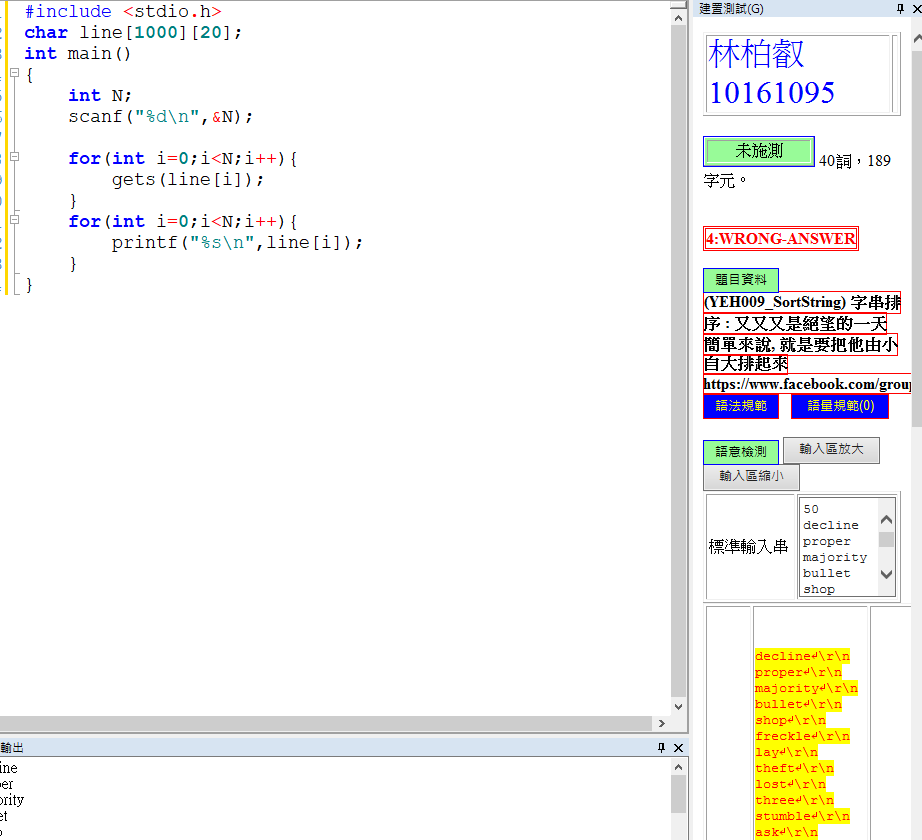 #include <stdio.h>
char line[1000][20];
int main()
{
int N;
scanf("%d\n",&N);
for(int i=0;i<N;i++){
gets(line[i]);
}
for(int i=0;i<N;i++){
printf("%s\n",line[i]);
}
}
輸出
ine
er
ority
et
建置測試(G)
林柏叡
10161095
未施測 40詞，189
字元。
4:WRONG-ANSWER
題目資料
(YEH009_SortString) 字串排
序 : 又又又是絕望的一天
簡單來說, 就是要把他由小
自大排起來
https://www.facebook.com/group
語法規範 語量規範(0)
語意檢測 輸入區放大
輸入區縮小
標準輸入串
50
decline
proper
majority
bullet
shop
decline↲\r\n
proper↲\r\n
majority↲\r\n
bullet↲\r\n
shop↲\r\n
freckle↲\r\n
lay↲\r\n
theft↲\r\n
lost↲\r\n
three↲\r\n
stumble↲\r\n
ask↲\r\n